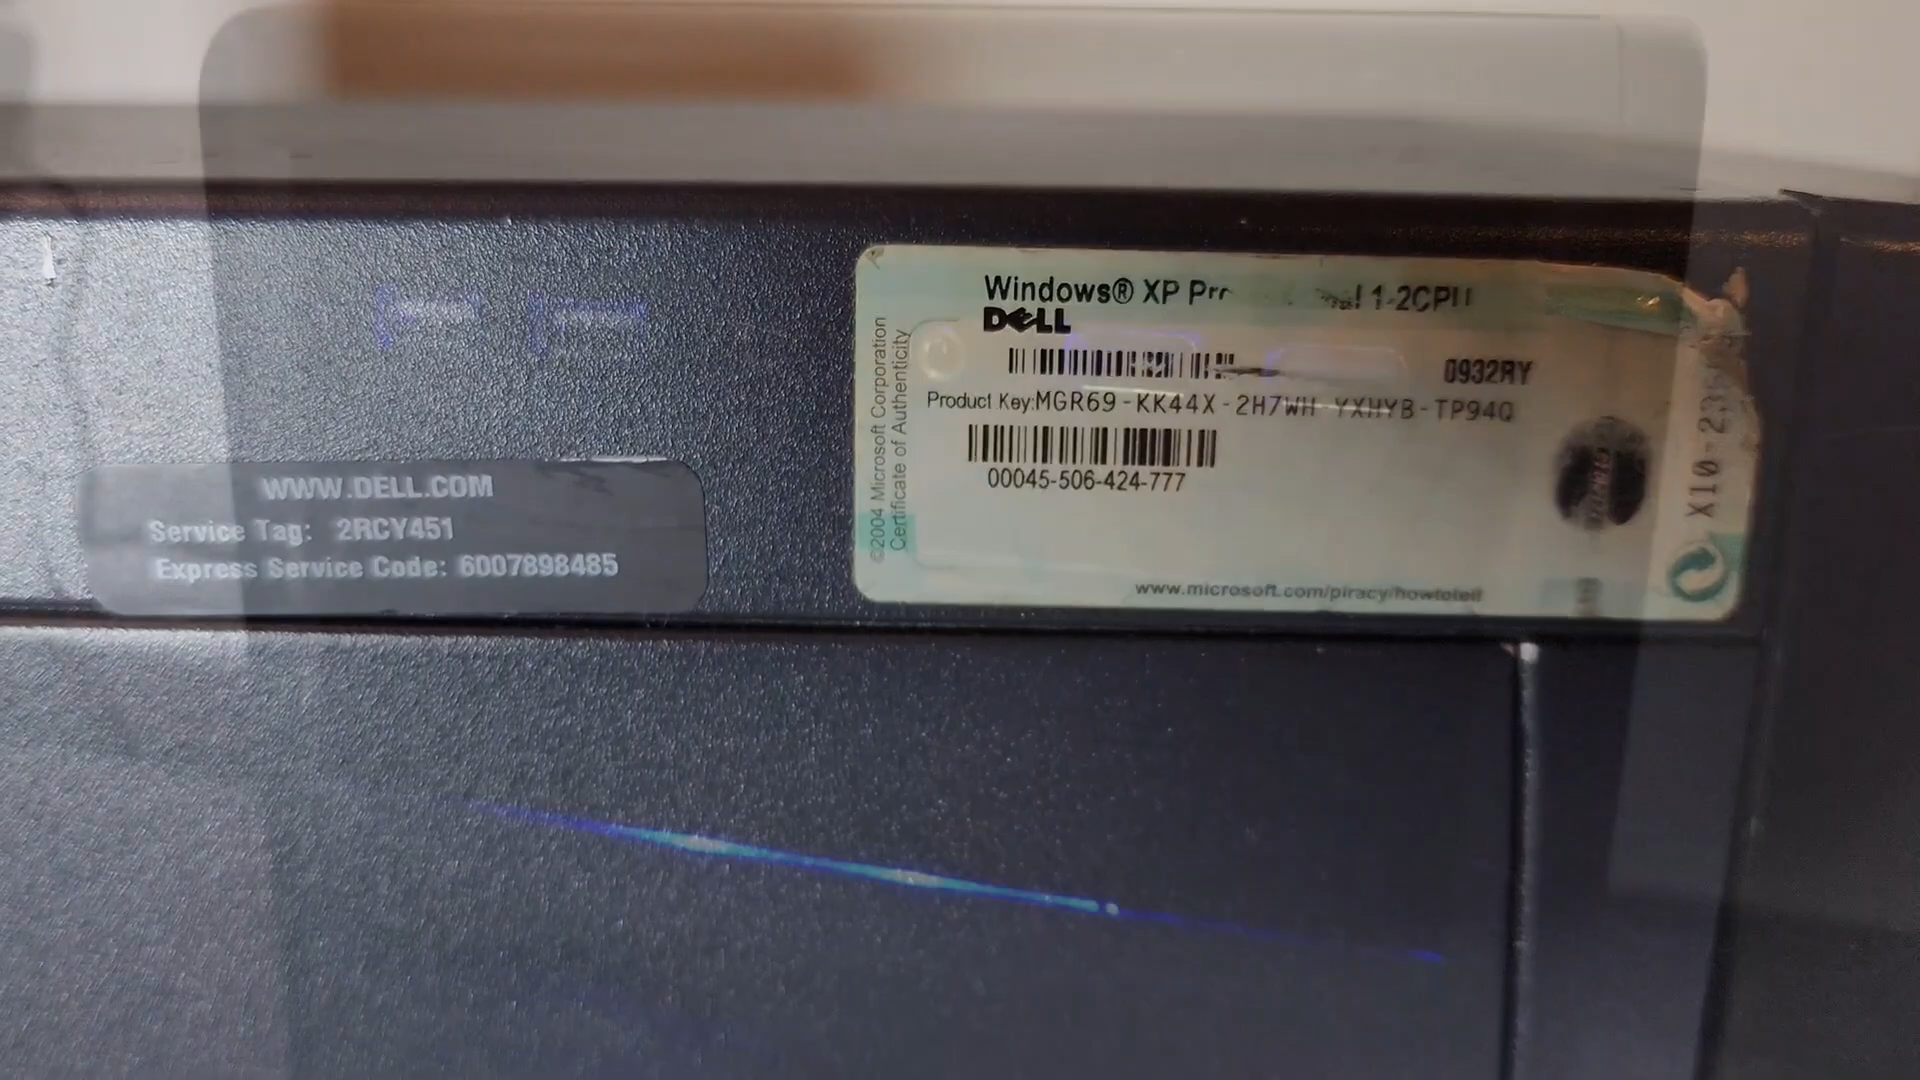 Windows® XP 1-2CPU
DELL
0932RY
Product Key:MGR69-KK44X-2H7WH-YXHYB-TP94Q
00045-506-424-777
©2004 Microsoft Corporation
Certificate of Authenticity
www.microsoft.com/piracy/howtotell
WWW.DELL.COM
Service Tag: 2RCY451
Express Service Code: 6007898485